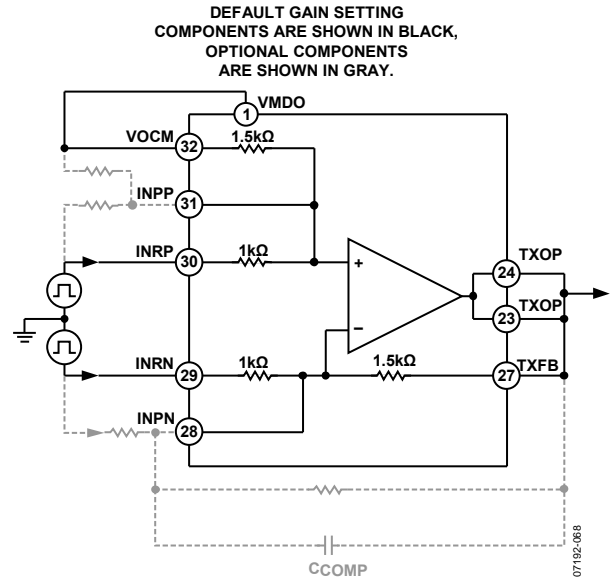 DEFAULT GAIN SETTING
COMPONENTS ARE SHOWN IN BLACK,
OPTIONAL COMPONENTS
ARE SHOWN IN GRAY.
1 VMDO
VOCM 32 1.5kΩ
INPP 31
INRP 30 1kΩ
+
24 TXOP
23 TXOP
–
INRN 29 1kΩ 1.5kΩ 27 TXFB
INPN 28
CCOMP
07192-068